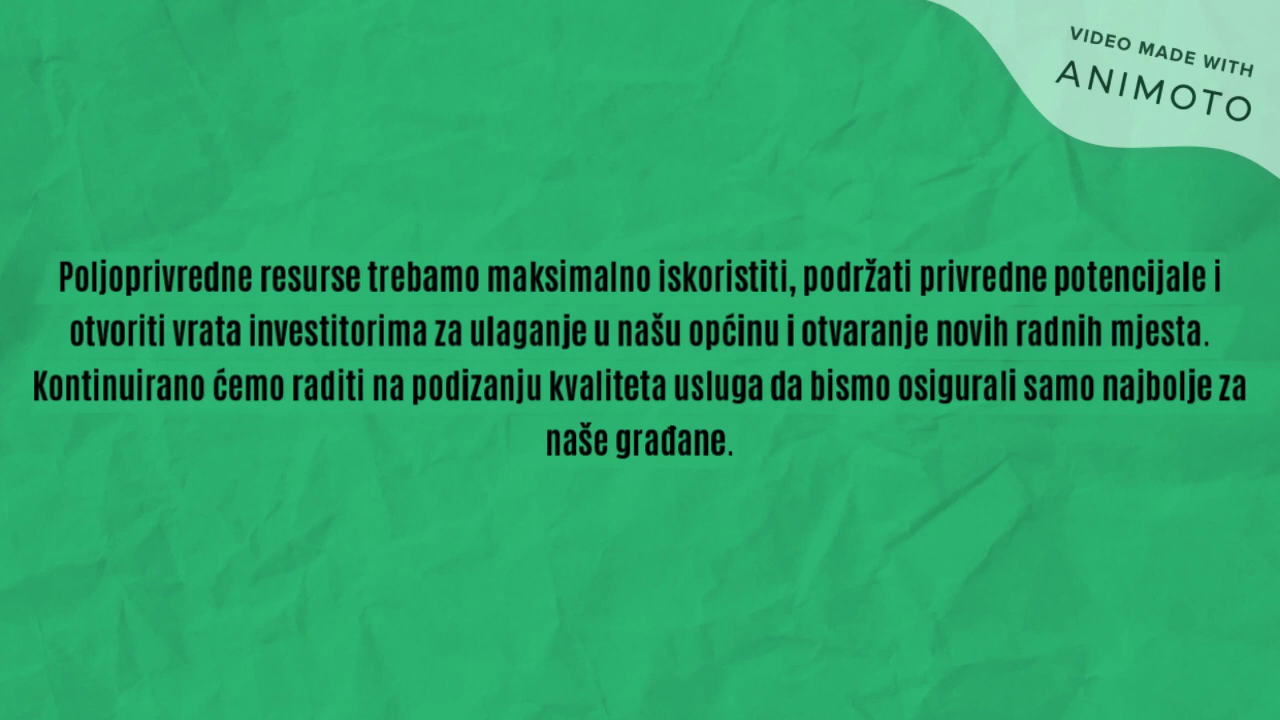 VIDEO MADE WITH
ANIMOTO
Poljoprivredne resurse trebamo maksimalno iskoristiti, podržati privredne potencijale i
otvoriti vrata investitorima za ulaganje u našu općinu i otvaranje novih radnih mjesta.
Kontinuirano ćemo raditi na podizanju kvaliteta usluga da bismo osigurali samo najbolje za
naše građane.